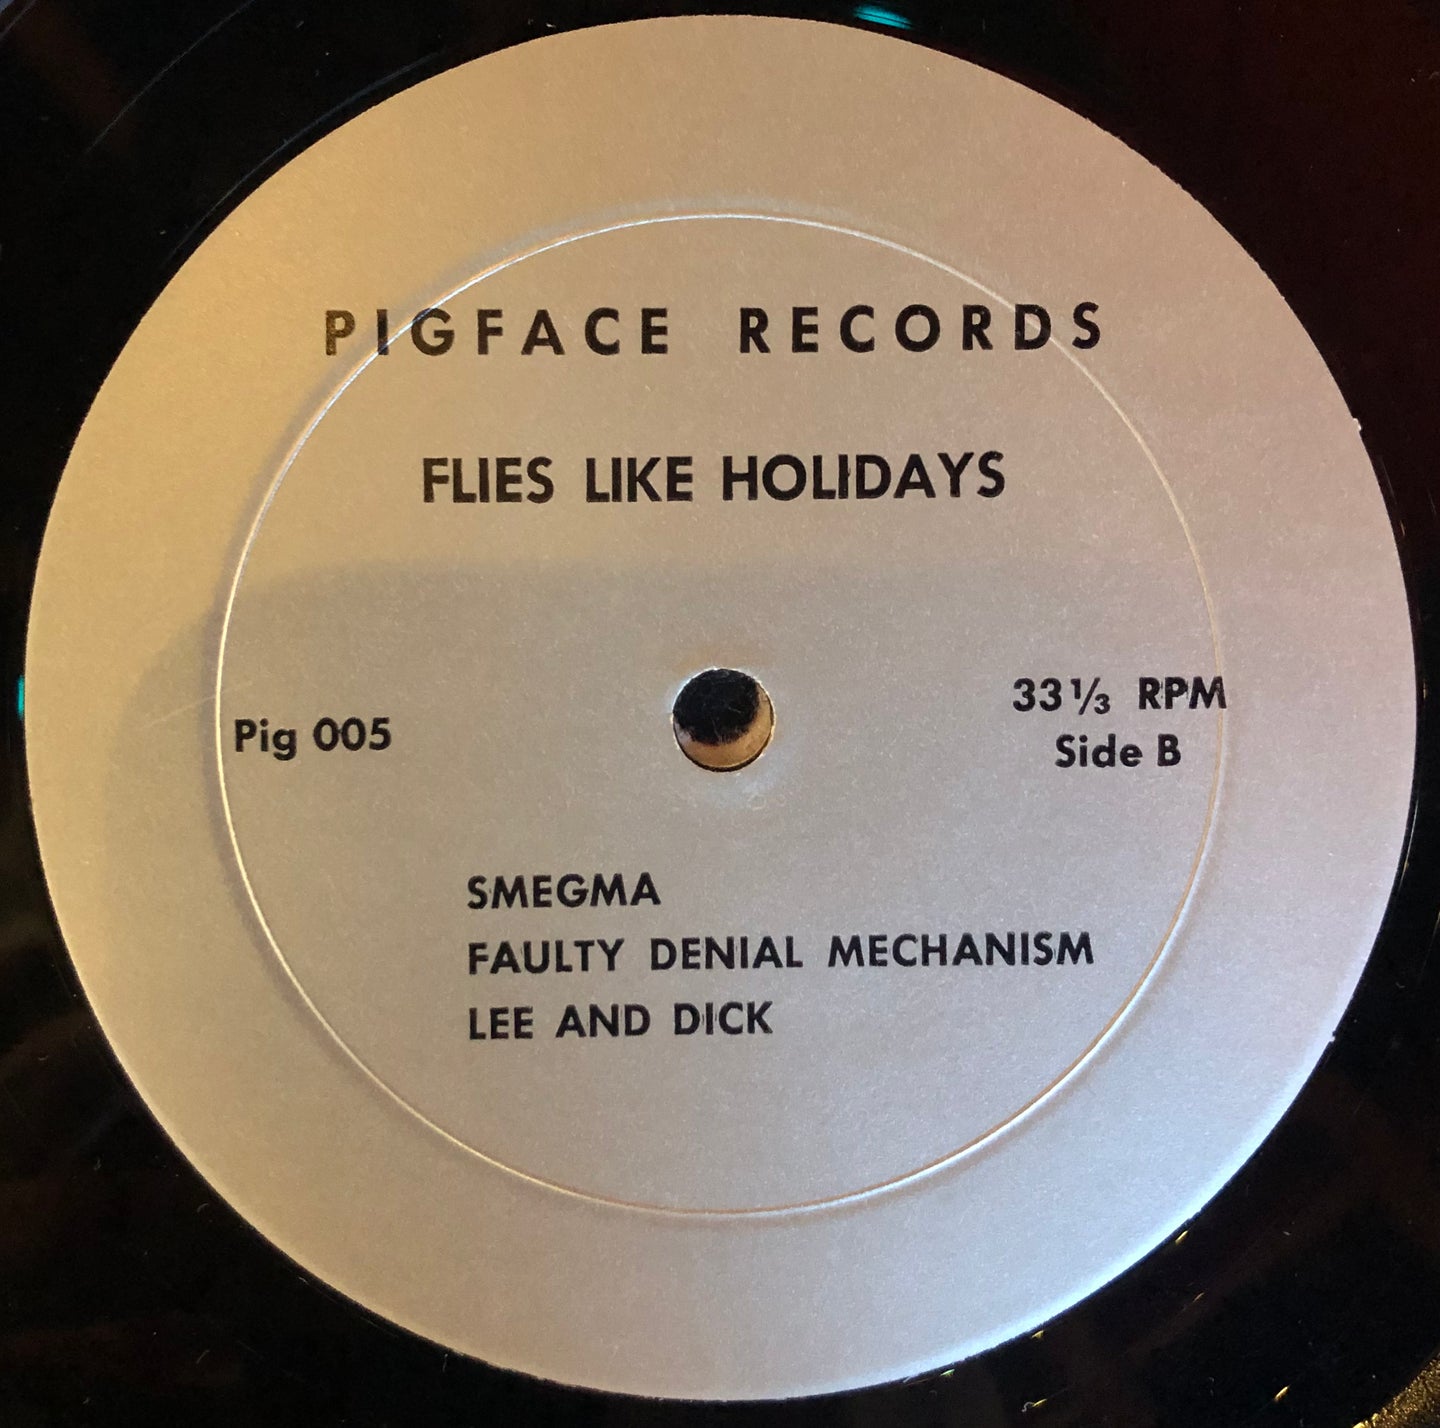 PIGFACE RECORDS
FLIES LIKE HOLIDAYS
33⅓ RPM
Pig 005
Side B
SMEGMA
FAULTY DENIAL MECHANISM
LEE AND DICK